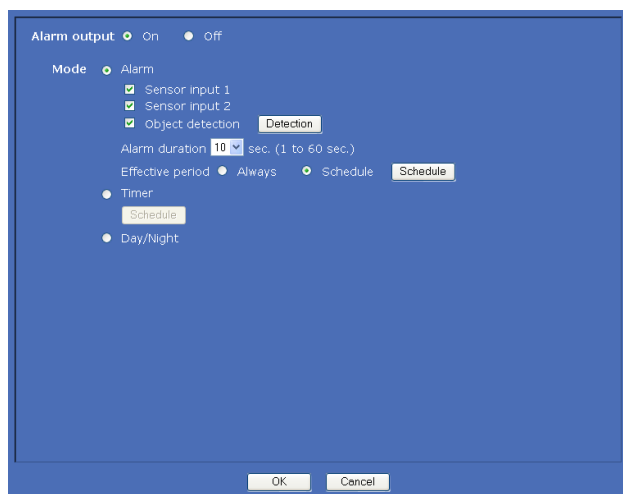 Alarm output On Off
Mode Alarm
Sensor input 1
Sensor input 2
Object detection Detection
Alarm duration 10 sec. (1 to 60 sec.)
Effective period Always Schedule Schedule
Timer
Schedule
Day/Night
OK Cancel